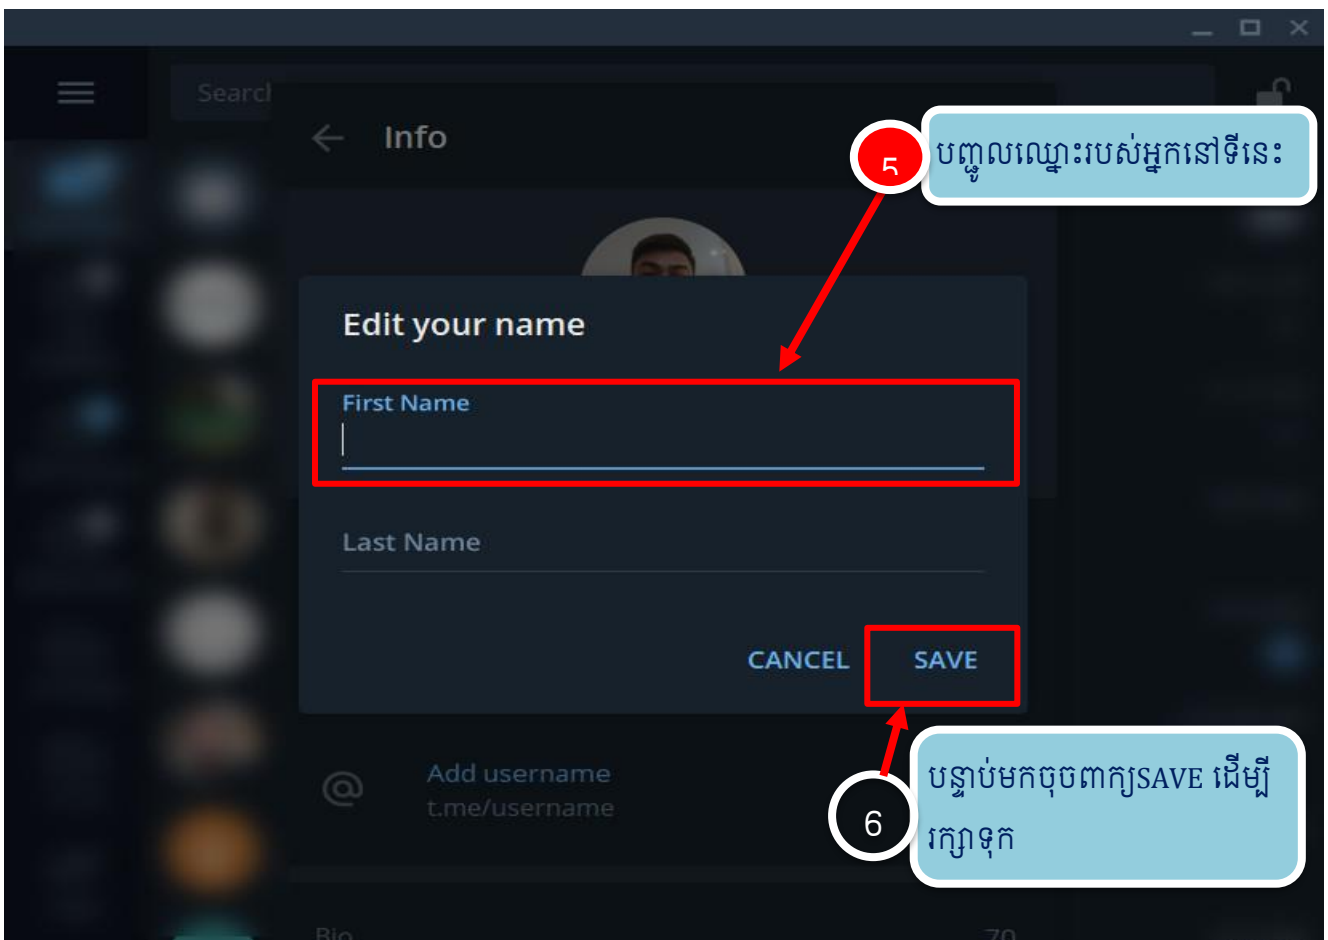 Search
Info
5
បញ្ចូលឈ្មោះរបស់អ្នកនៅទីនេះ
Edit your name
First Name
Last Name
CANCEL
SAVE
Add username
t.me/username
6
បន្ទាប់មកចុចពាក្យSAVE ដើម្បី
រក្សាទុក
Bio
70